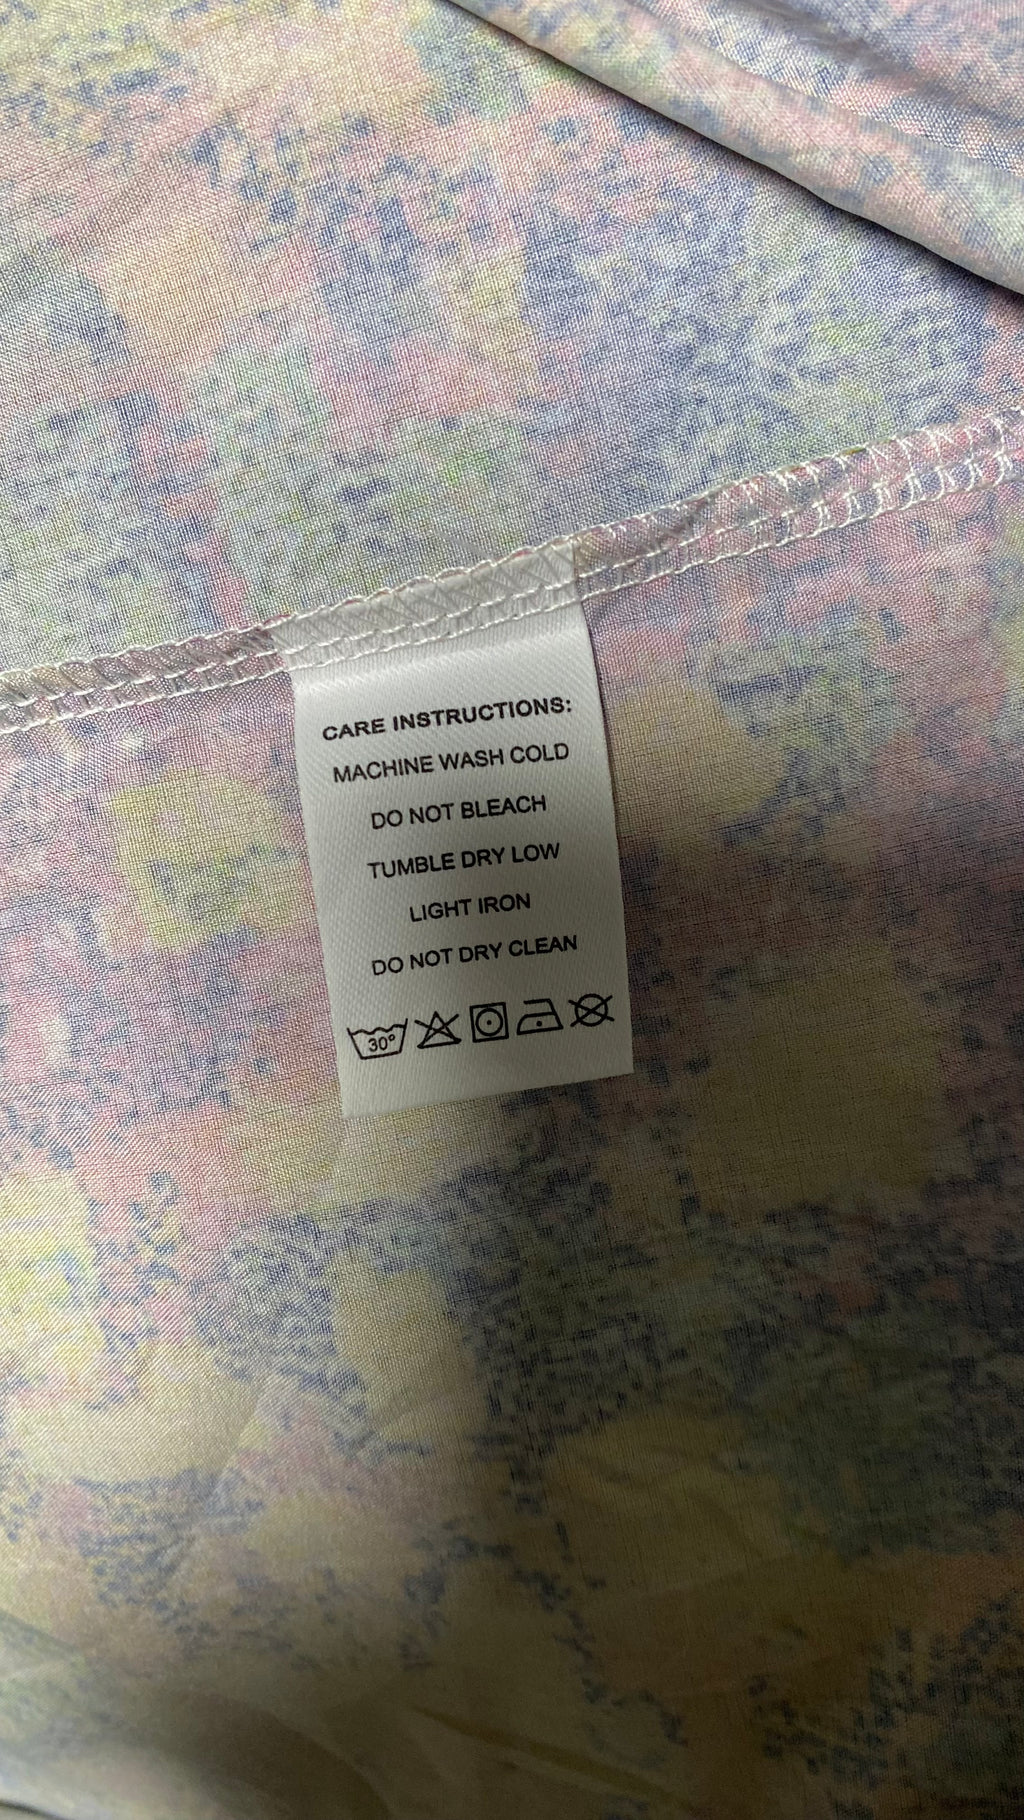 CARE INSTRUCTIONS:
MACHINE WASH COLD
DO NOT BLEACH
TUMBLE DRY LOW
LIGHT IRON
DO NOT DRY CLEAN
30°